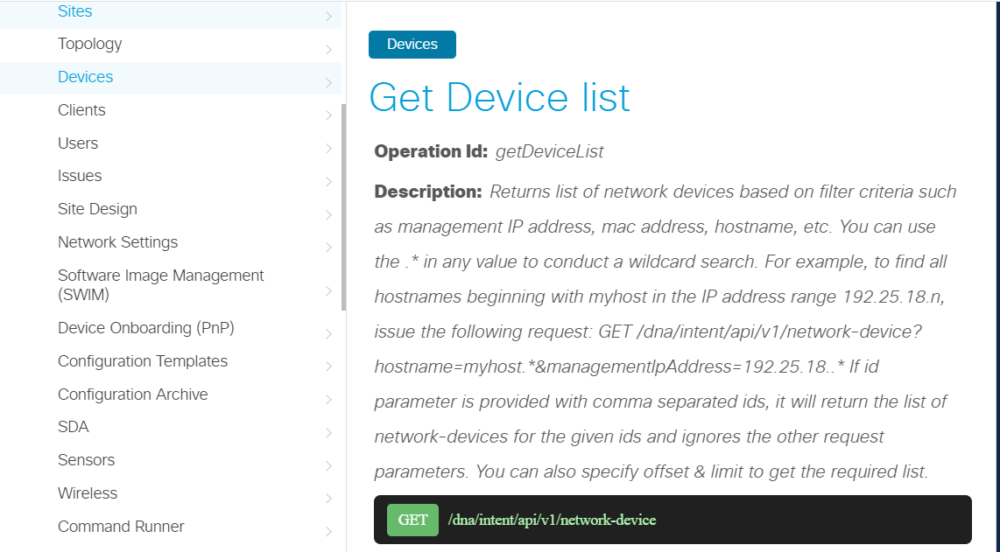 Sites
Topology
Devices
Clients
Users
Issues
Site Design
Network Settings
Software Image Management
(SWIM)
Device Onboarding (PnP)
Configuration Templates
Configuration Archive
SDA
Sensors
Wireless
Command Runner
Devices
Get Device list
Operation Id: getDeviceList
Description: Returns list of network devices based on filter criteria such
as management IP address, mac address, hostname, etc. You can use
the .* in any value to conduct a wildcard search. For example, to find all
hostnames beginning with myhost in the IP address range 192.25.18.n,
issue the following request: GET /dna/intent/api/v1/network-device?
hostname=myhost.*&managementIpAddress=192.25.18..* If id
parameter is provided with comma separated ids, it will return the list of
network-devices for the given ids and ignores the other request
parameters. You can also specify offset & limit to get the required list.
GET /dna/intent/api/v1/network-device